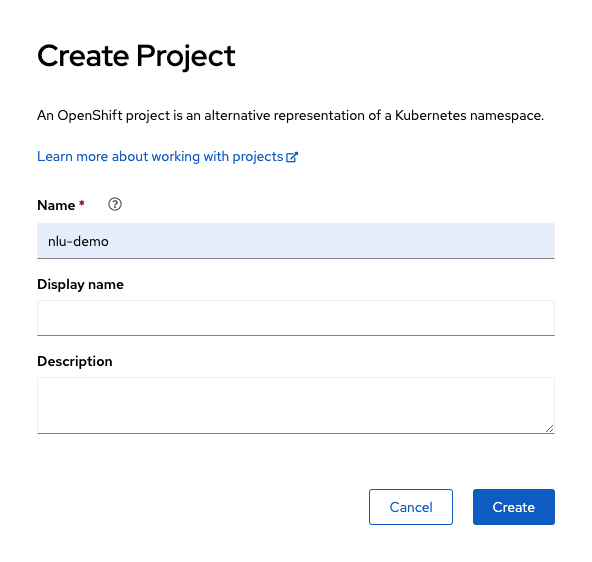 Create Project
An OpenShift project is an alternative representation of a Kubernetes namespace.
Learn more about working with projects
Name *
nlu-demo
Display name
Description
Cancel
Create